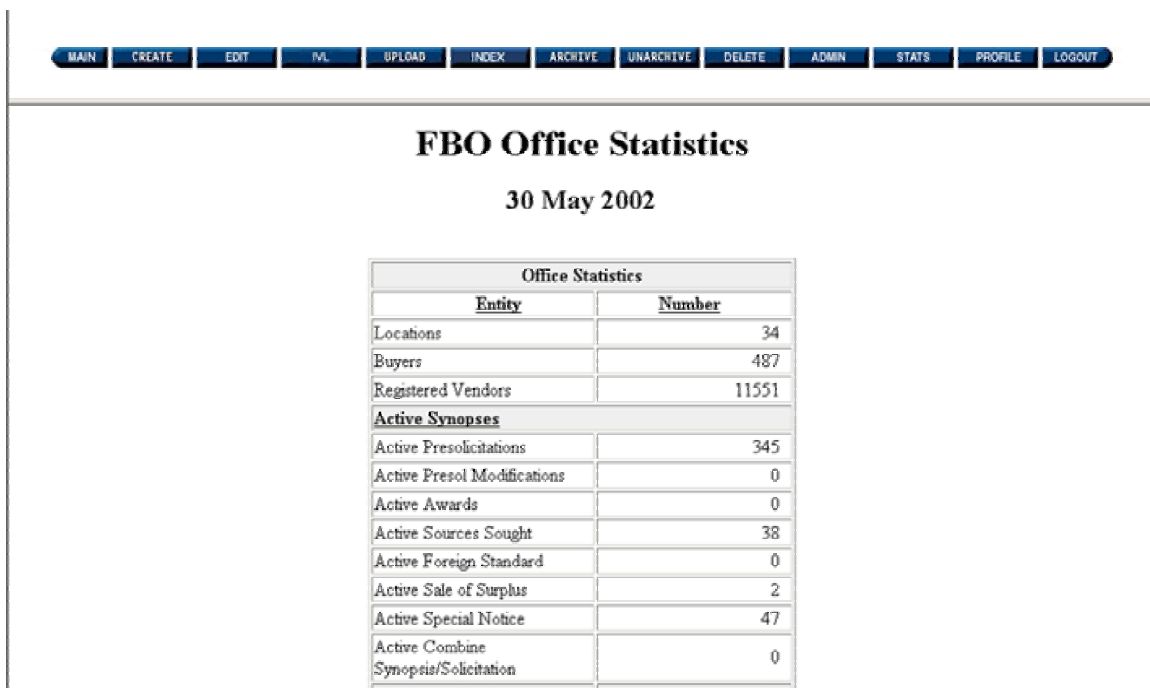 MAIN CREATE EDIT IVL UPLOAD INDEX ARCHIVE UNARCHIVE DELETE ADMIN STATS PROFILE LOGOUT
FBO Office Statistics
30 May 2002
Office Statistics
Entity Number
Locations 34
Buyers 487
Registered Vendors 11551
Active Synopses
Active Presolicitations 345
Active Presol Modifications 0
Active Awards 0
Active Sources Sought 38
Active Foreign Standard 0
Active Sale of Surplus 2
Active Special Notice 47
Active Combine
Synopsis/Solicitation 0